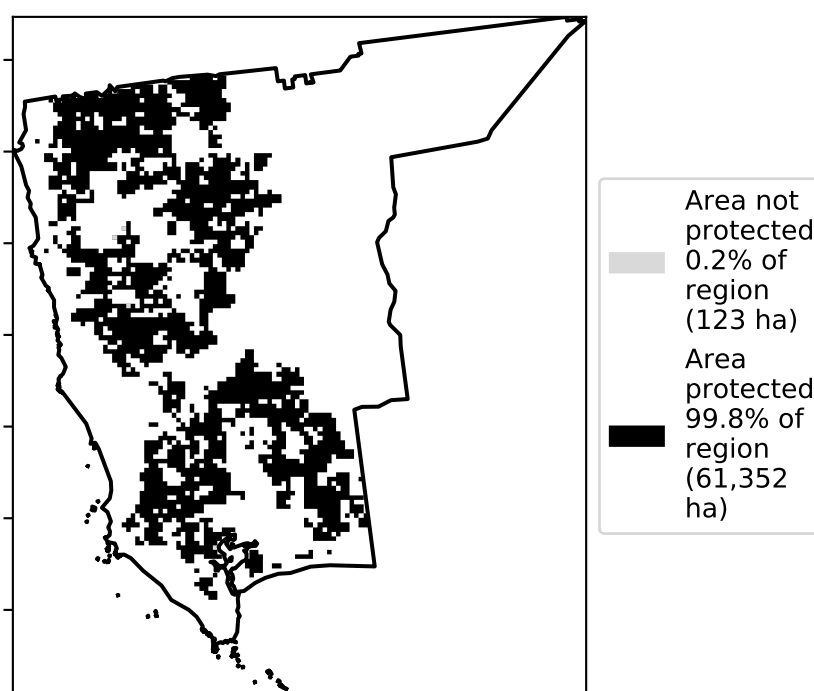 Area not
protected
0.2% of
region
(123 ha)
Area
protected
99.8% of
region
(61,352
ha)